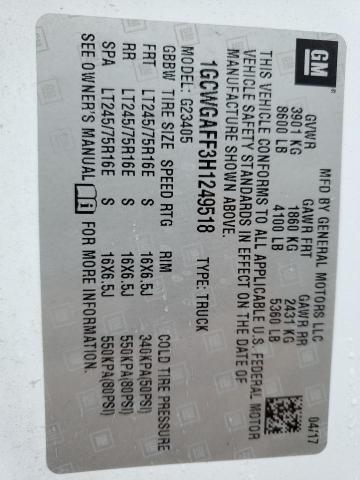 GM
MFD BY GENERAL MOTORS LLC
04/17
GVWR GAWR FRT GAWR RR
3901 KG 1860 KG 2431 KG
8600 LB 4100 LB 5360 LB
THIS VEHICLE CONFORMS TO ALL APPLICABLE U.S. FEDERAL MOTOR
VEHICLE SAFETY STANDARDS IN EFFECT ON THE DATE OF
MANUFACTURE SHOWN ABOVE.
1GCWGAFF3H1249518 TYPE: TRUCK
MODEL: G23405
GBBW TIRE SIZE SPEED RTG RIM COLD TIRE PRESSURE
FRT LT245/75R16E S 16X6.5J 340KPA(50PSI)
RR LT245/75R16E S 16X6.5J 550KPA(80PSI)
SPA LT245/75R16E S 16X6.5J 550KPA(80PSI)
SEE OWNER'S MANUAL i FOR MORE INFORMATION.